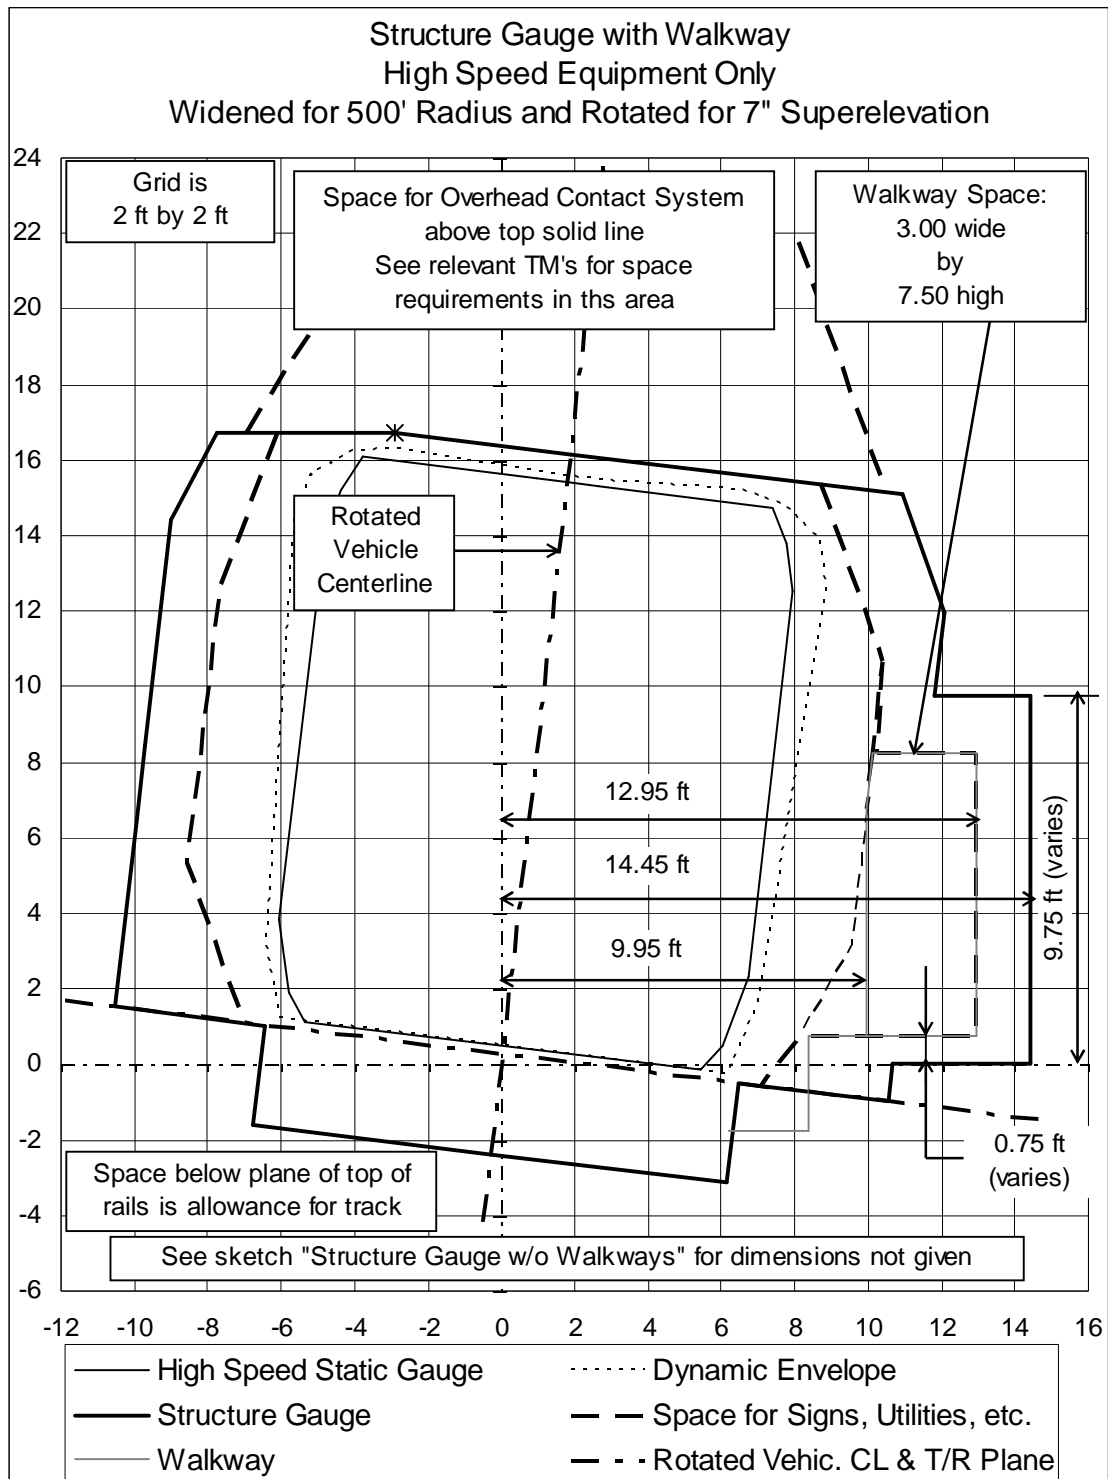 Structure Gauge with Walkway
High Speed Equipment Only
Widened for 500' Radius and Rotated for 7" Superelevation
24
22
20
18
16
14
12
10
8
6
4
2
0
-2
-4
-6
Grid is
2 ft by 2 ft
Space for Overhead Contact System
above top solid line
See relevant TM's for space
requirements in ths area
Walkway Space:
3.00 wide
by
7.50 high
Rotated
Vehicle
Centerline
12.95 ft
14.45 ft
9.95 ft
9.75 ft (varies)
0.75 ft
(varies)
Space below plane of top of
rails is allowance for track
See sketch "Structure Gauge w/o Walkways" for dimensions not given
-12 -10 -8 -6 -4 -2 0 2 4 6 8 10 12 14 16
High Speed Static Gauge
Dynamic Envelope
Structure Gauge
Space for Signs, Utilities, etc.
Walkway
Rotated Vehic. CL & T/R Plane